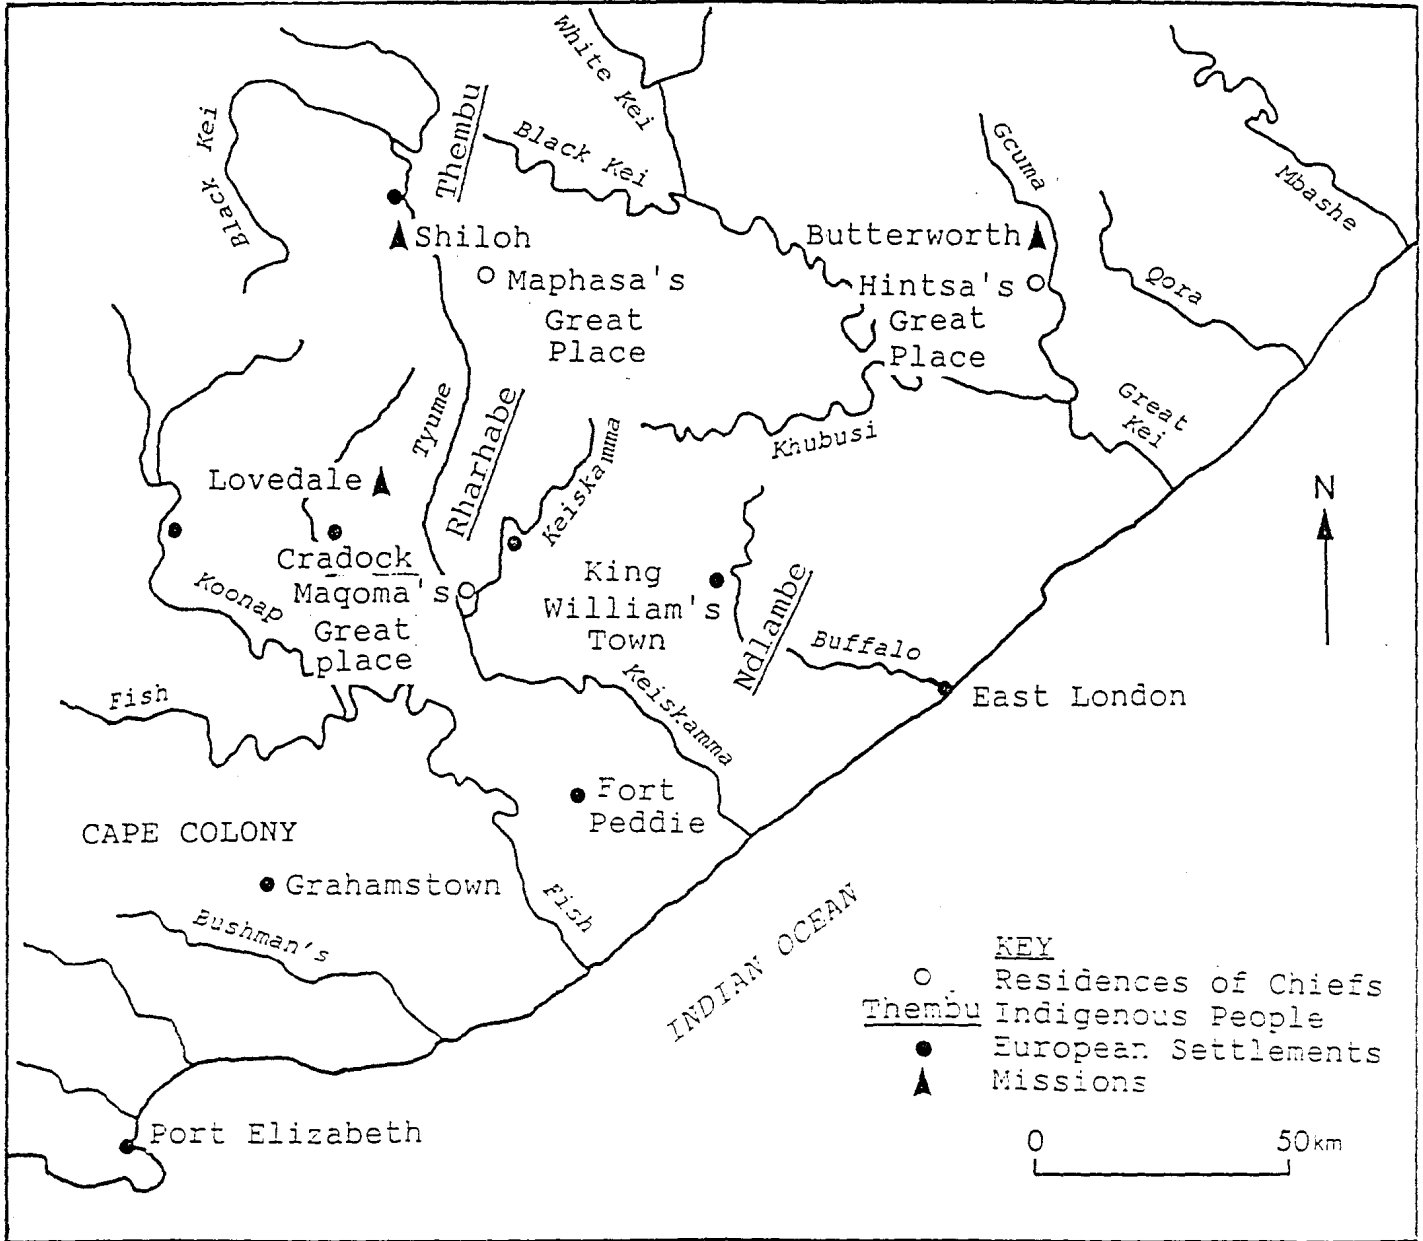 White Kei
Black Kei
Thembu
Black Kei
Gcuma
Mbashe
Shiloh
Butterworth
Maphasa's
Great
Place
Hintsa's
Great
Place
Qora
Tyume
Rharhabe
Keiskamma
Khubusi
Great
Kei
Lovedale
N
Cradock
Maqoma's
Great
place
Koonap
King
William's
Town
Ndlambe
Buffalo
East London
Fish
Keiskamma
Fort
Peddie
CAPE COLONY
Grahamstown
Fish
Bushman's
INDIAN OCEAN
KEY
Residences of Chiefs
Thembu Indigenous People
European Settlements
Missions
Port Elizabeth
0 50km